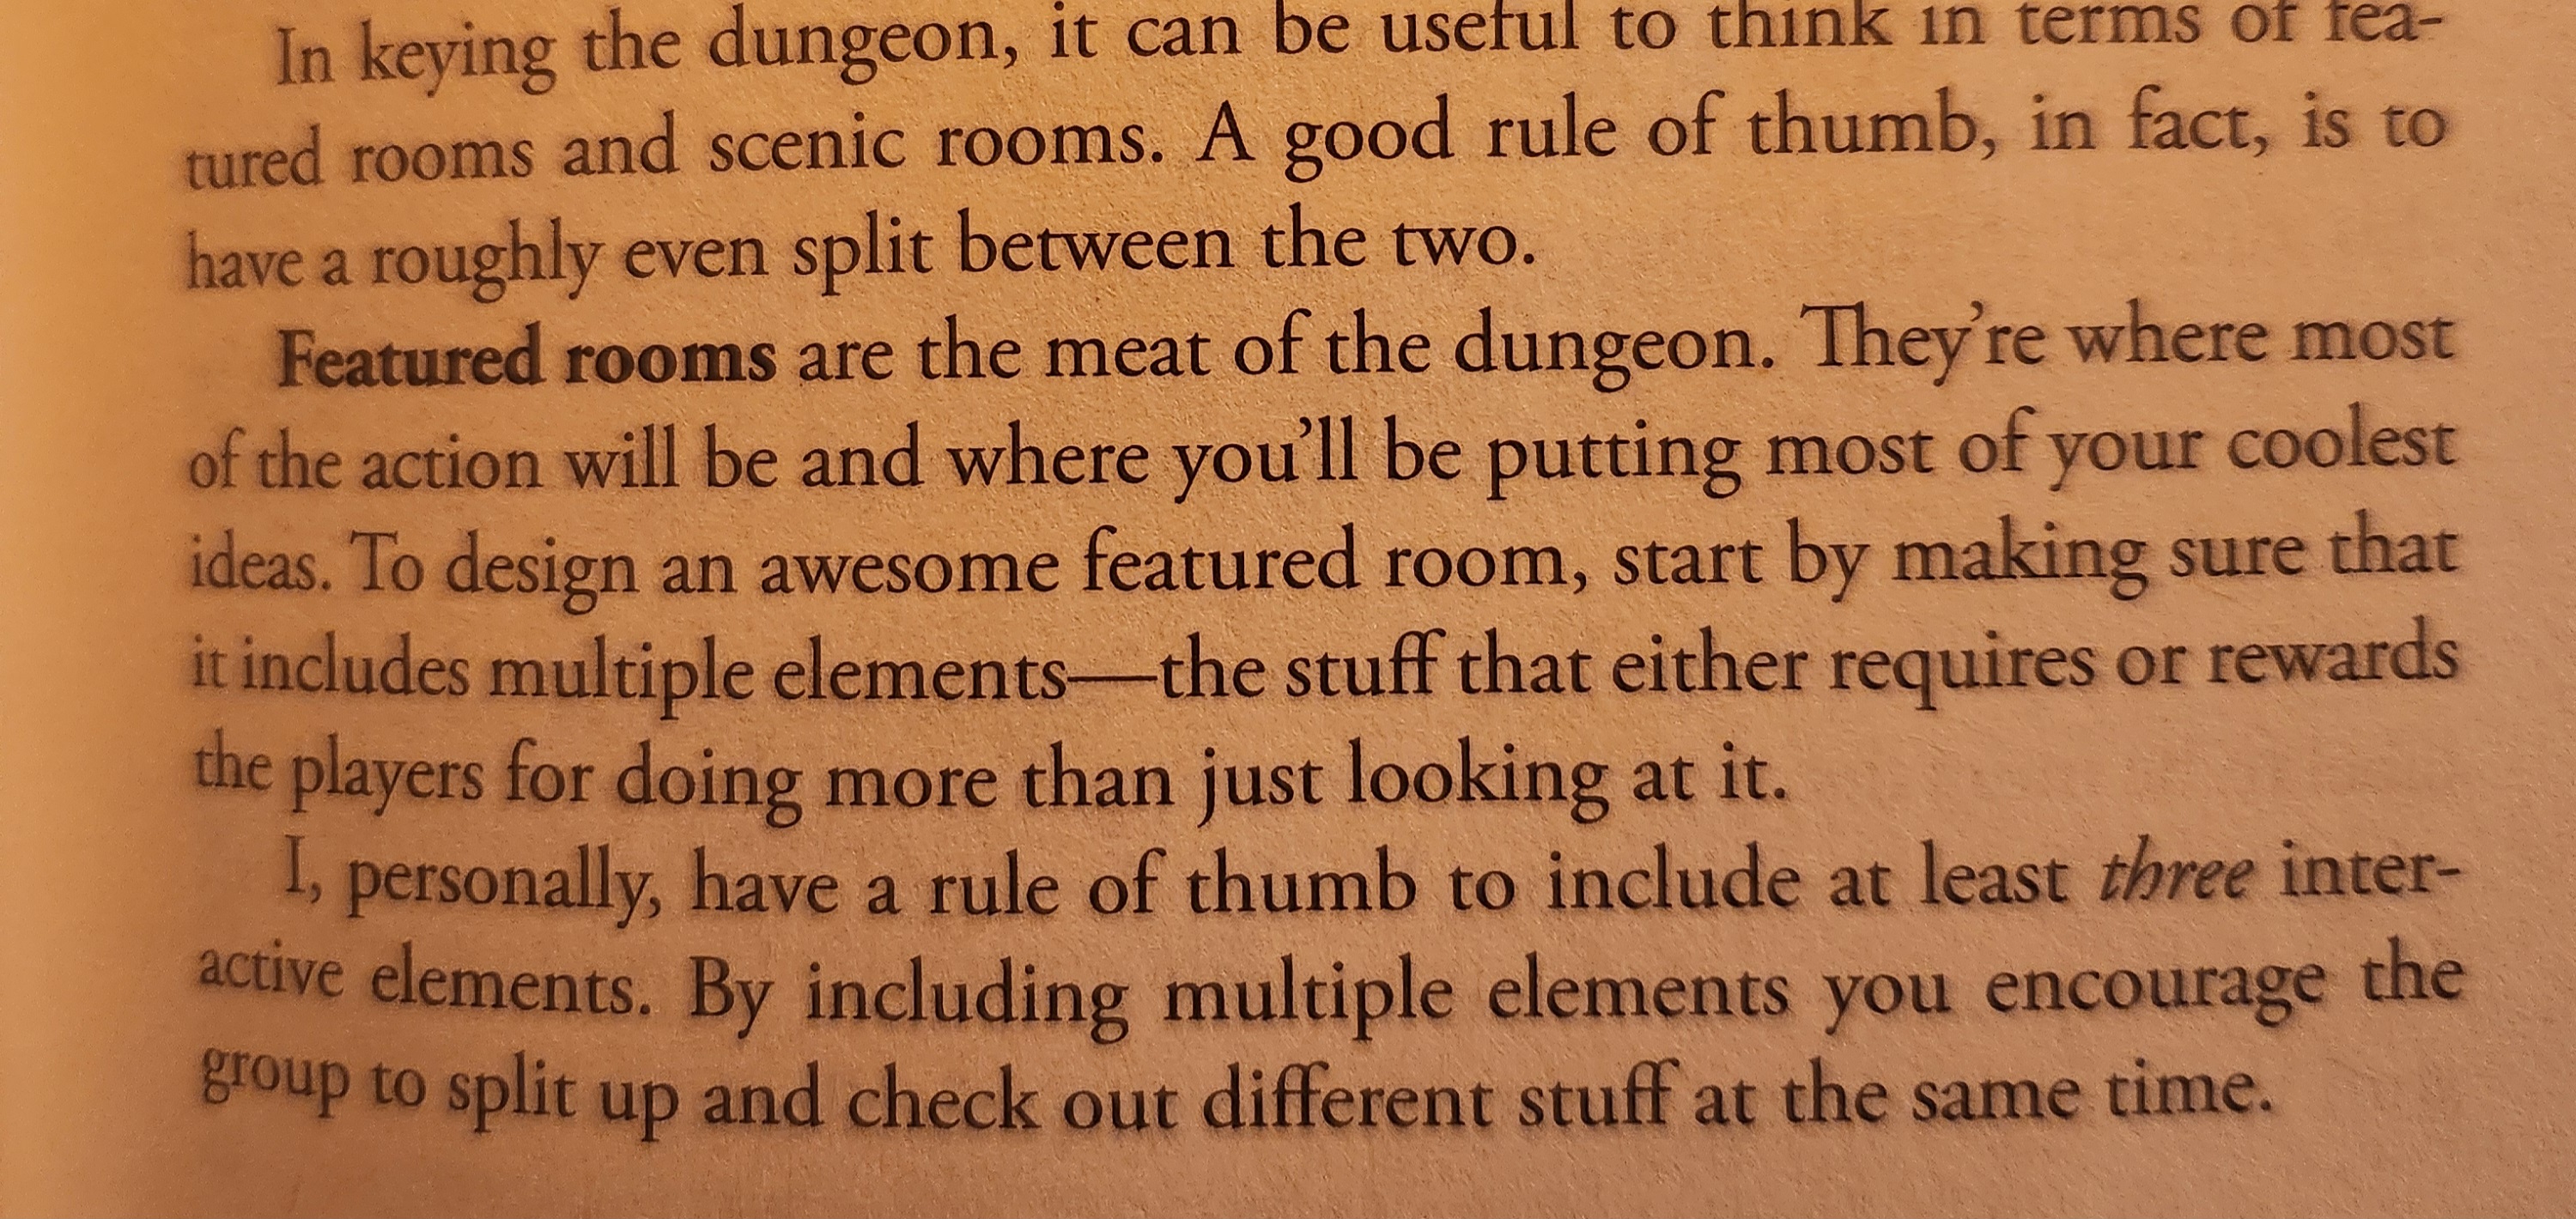 In keying the dungeon, it can be useful to think in terms of fea-
tured rooms and scenic rooms. A good rule of thumb, in fact, is to
have a roughly even split between the two.
Featured rooms are the meat of the dungeon. They’re where most
of the action will be and where you’ll be putting most of your coolest
ideas. To design an awesome featured room, start by making sure that
it includes multiple elements—the stuff that either requires or rewards
the players for doing more than just looking at it.
I, personally, have a rule of thumb to include at least three inter-
active elements. By including multiple elements you encourage the
group to split up and check out different stuff at the same time.